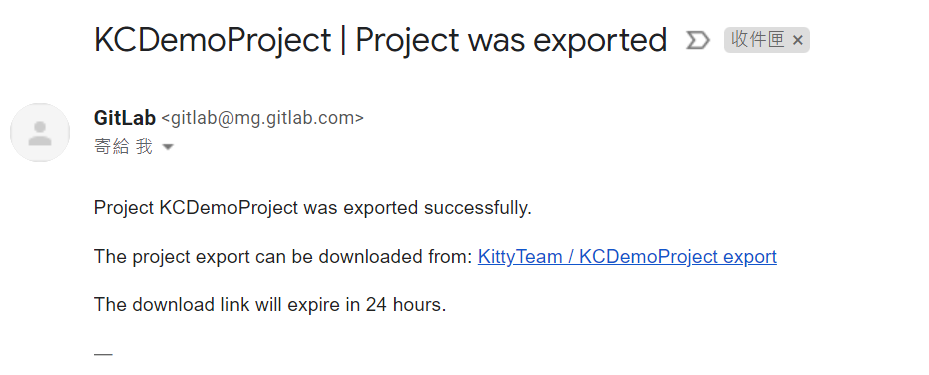 KCDemoProject | Project was exported 收件匣 ×
GitLab <gitlab@mg.gitlab.com>
寄給 我
Project KCDemoProject was exported successfully.
The project export can be downloaded from: KittyTeam / KCDemoProject export
The download link will expire in 24 hours.
—